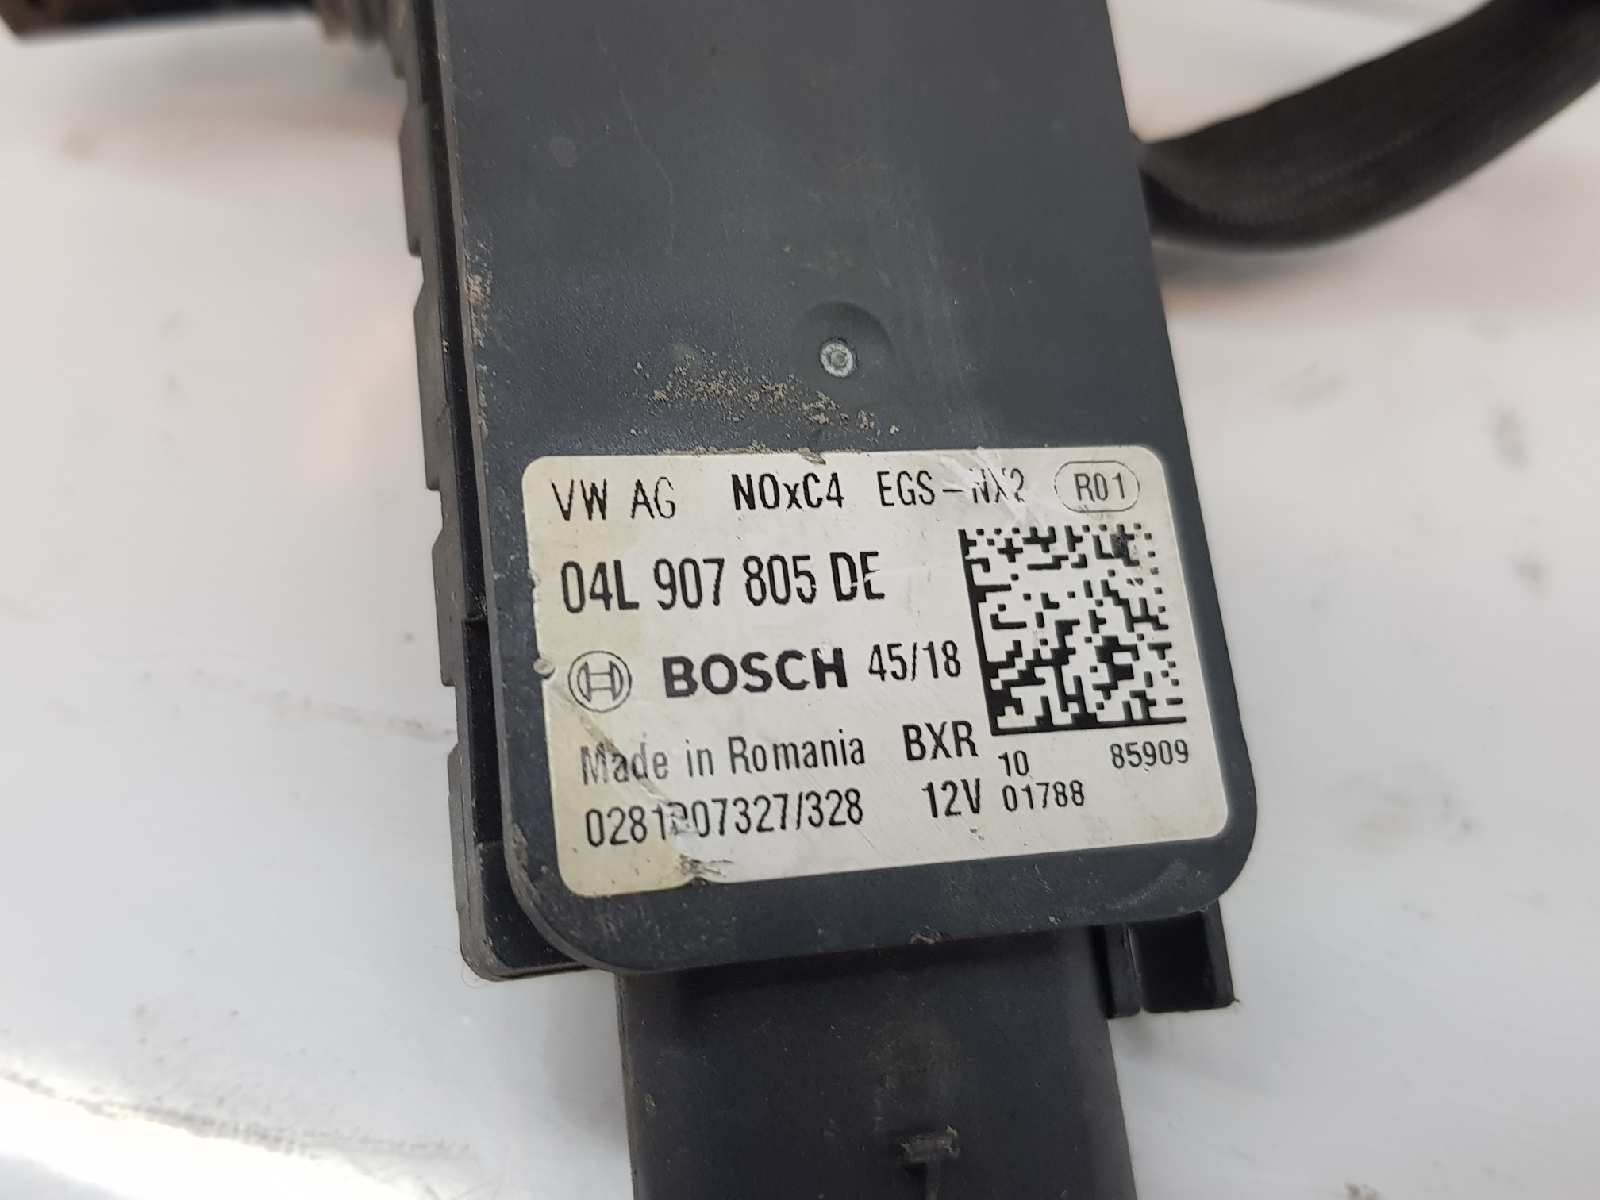 VW AG NOxC4 EGS-NX2 R01
04L 907 805 DE
BOSCH 45/18
Made in Romania BXR 10 85909
12V 01788